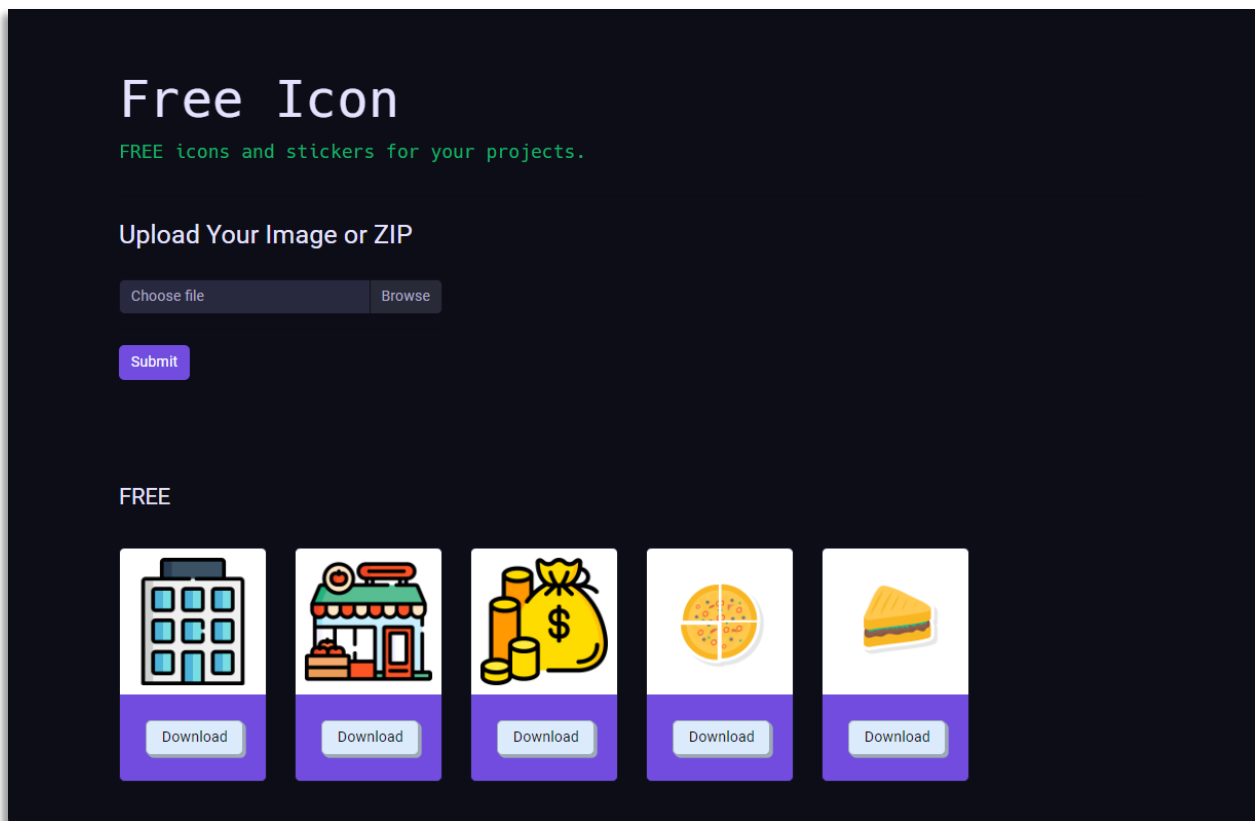 Free Icon
FREE icons and stickers for your projects.
Upload Your Image or ZIP
Choose file Browse
Submit
FREE
$
Download Download Download Download Download